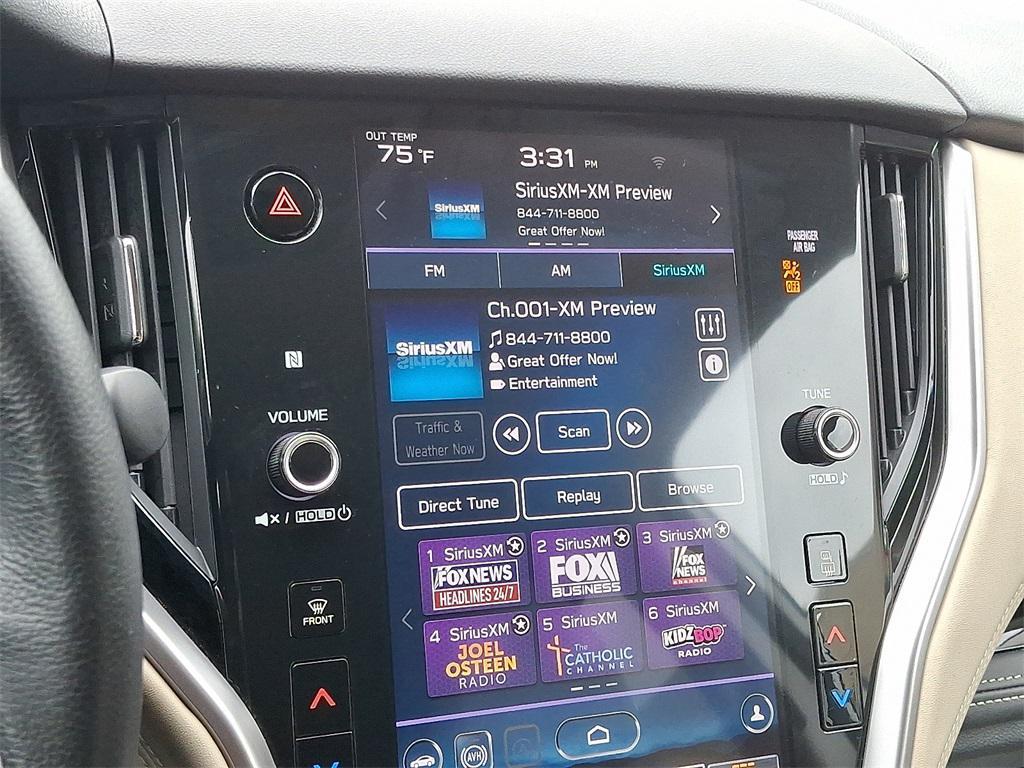 OUT TEMP
75 °F
3:31 PM
SiriusXM
SiriusXM-XM Preview
844-711-8800
Great Offer Now!
FM
AM
SiriusXM
PASSENGER
AIR BAG
2
OFF
SiriusXM
Ch.001-XM Preview
844-711-8800
Great Offer Now!
Entertainment
Traffic &
Weather Now
Scan
Direct Tune
Replay
Browse
VOLUME
/ HOLD
TUNE
HOLD
1 SiriusXM
FOX NEWS
HEADLINES 24/7
2 SiriusXM
FOX
BUSINESS
3 SiriusXM
FOX
NEWS
channel
4 SiriusXM
JOEL
OSTEEN
RADIO
5 SiriusXM
The
CATHOLIC
CHANNEL
6 SiriusXM
KIDZ BOP
RADIO
FRONT
AVH